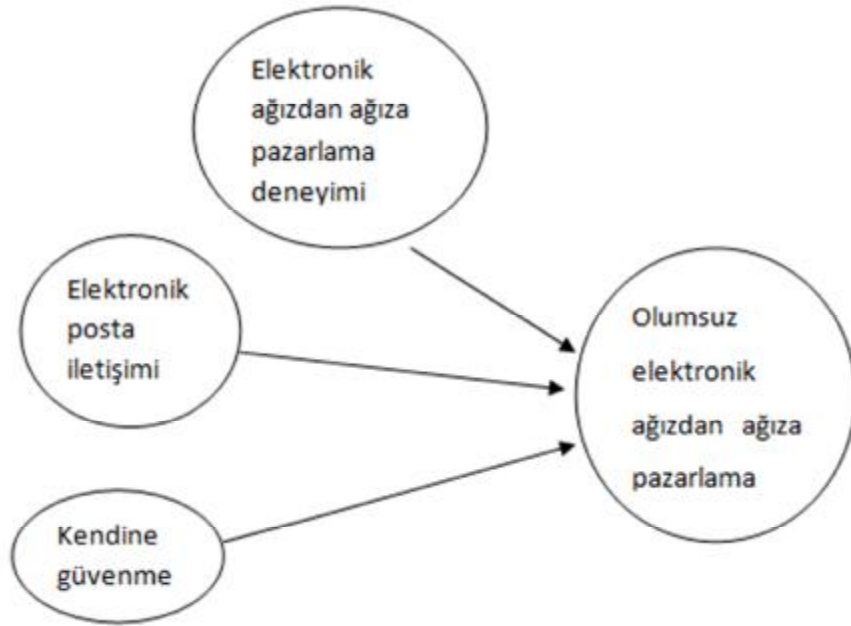 Elektronik
ağızdan ağıza
pazarlama
deneyimi
Elektronik
posta
iletişimi
Kendine
güvenme
Olumsuz
elektronik
ağızdan ağıza
pazarlama